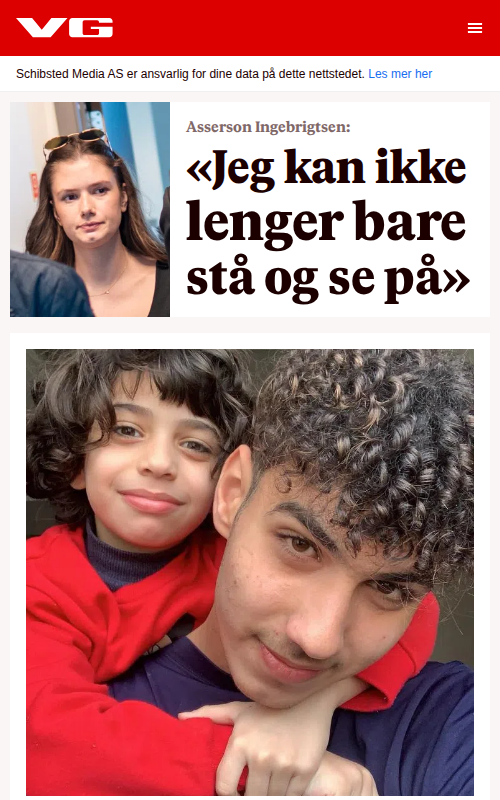 VG
Schibsted Media AS er ansvarlig for dine data på dette nettstedet. Les mer her
Asserson Ingebrigtsen:
«Jeg kan ikke
lenger bare
stå og se på»